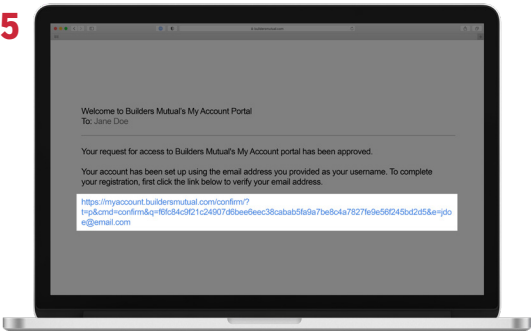 5
Welcome to Builders Mutual's My Account Portal
To: Jane Doe
Your request for access to Builders Mutual's My Account portal has been approved.
Your account has been set up using the email address you provided as your username. To complete
your registration, first click the link below to verify your email address.
https://myaccount.buildersmutual.com/confirm/?
t=p&cmd=confirm&q=f6fc84c9f21c24907d6bee6eec38cabab5fa9a7be8c4a7827fe9e56f245bd2d5&e=jdo
e@email.com